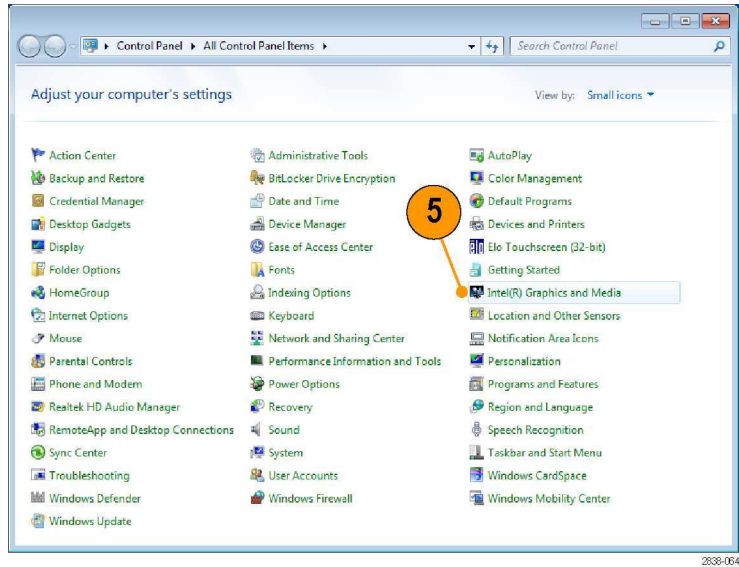 Control Panel All Control Panel Items Search Control Panel
Adjust your computer's settings View by: Small icons
Action Center Administrative Tools AutoPlay
Backup and Restore BitLocker Drive Encryption Color Management
Credential Manager Date and Time Default Programs
5
Desktop Gadgets Device Manager Devices and Printers
Display Ease of Access Center Elo Touchscreen (32-bit)
Folder Options Fonts Getting Started
HomeGroup Indexing Options Intel(R) Graphics and Media
Internet Options Keyboard Location and Other Sensors
Mouse Network and Sharing Center Notification Area Icons
Parental Controls Performance Information and Tools Personalization
Phone and Modem Power Options Programs and Features
Realtek HD Audio Manager Recovery Region and Language
RemoteApp and Desktop Connections Sound Speech Recognition
Sync Center System Taskbar and Start Menu
Troubleshooting User Accounts Windows CardSpace
Windows Defender Windows Firewall Windows Mobility Center
Windows Update
2838-064